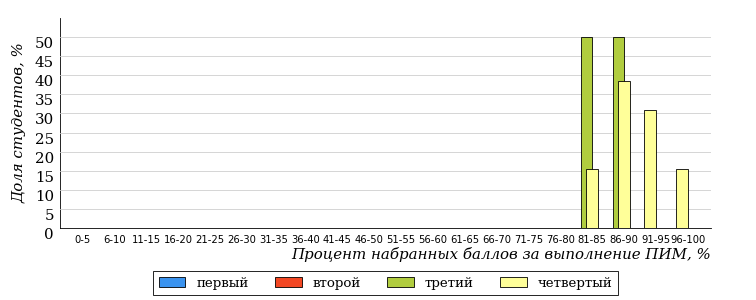 Доля студентов, %
50
45
40
35
30
25
20
15
10
5
0
0-5 6-10 11-15 16-20 21-25 26-30 31-35 36-40 41-45 46-50 51-55 56-60 61-65 66-70 71-75 76-80 81-85 86-90 91-95 96-100
Процент набранных баллов за выполнение ПИМ, %
первый второй третий четвертый